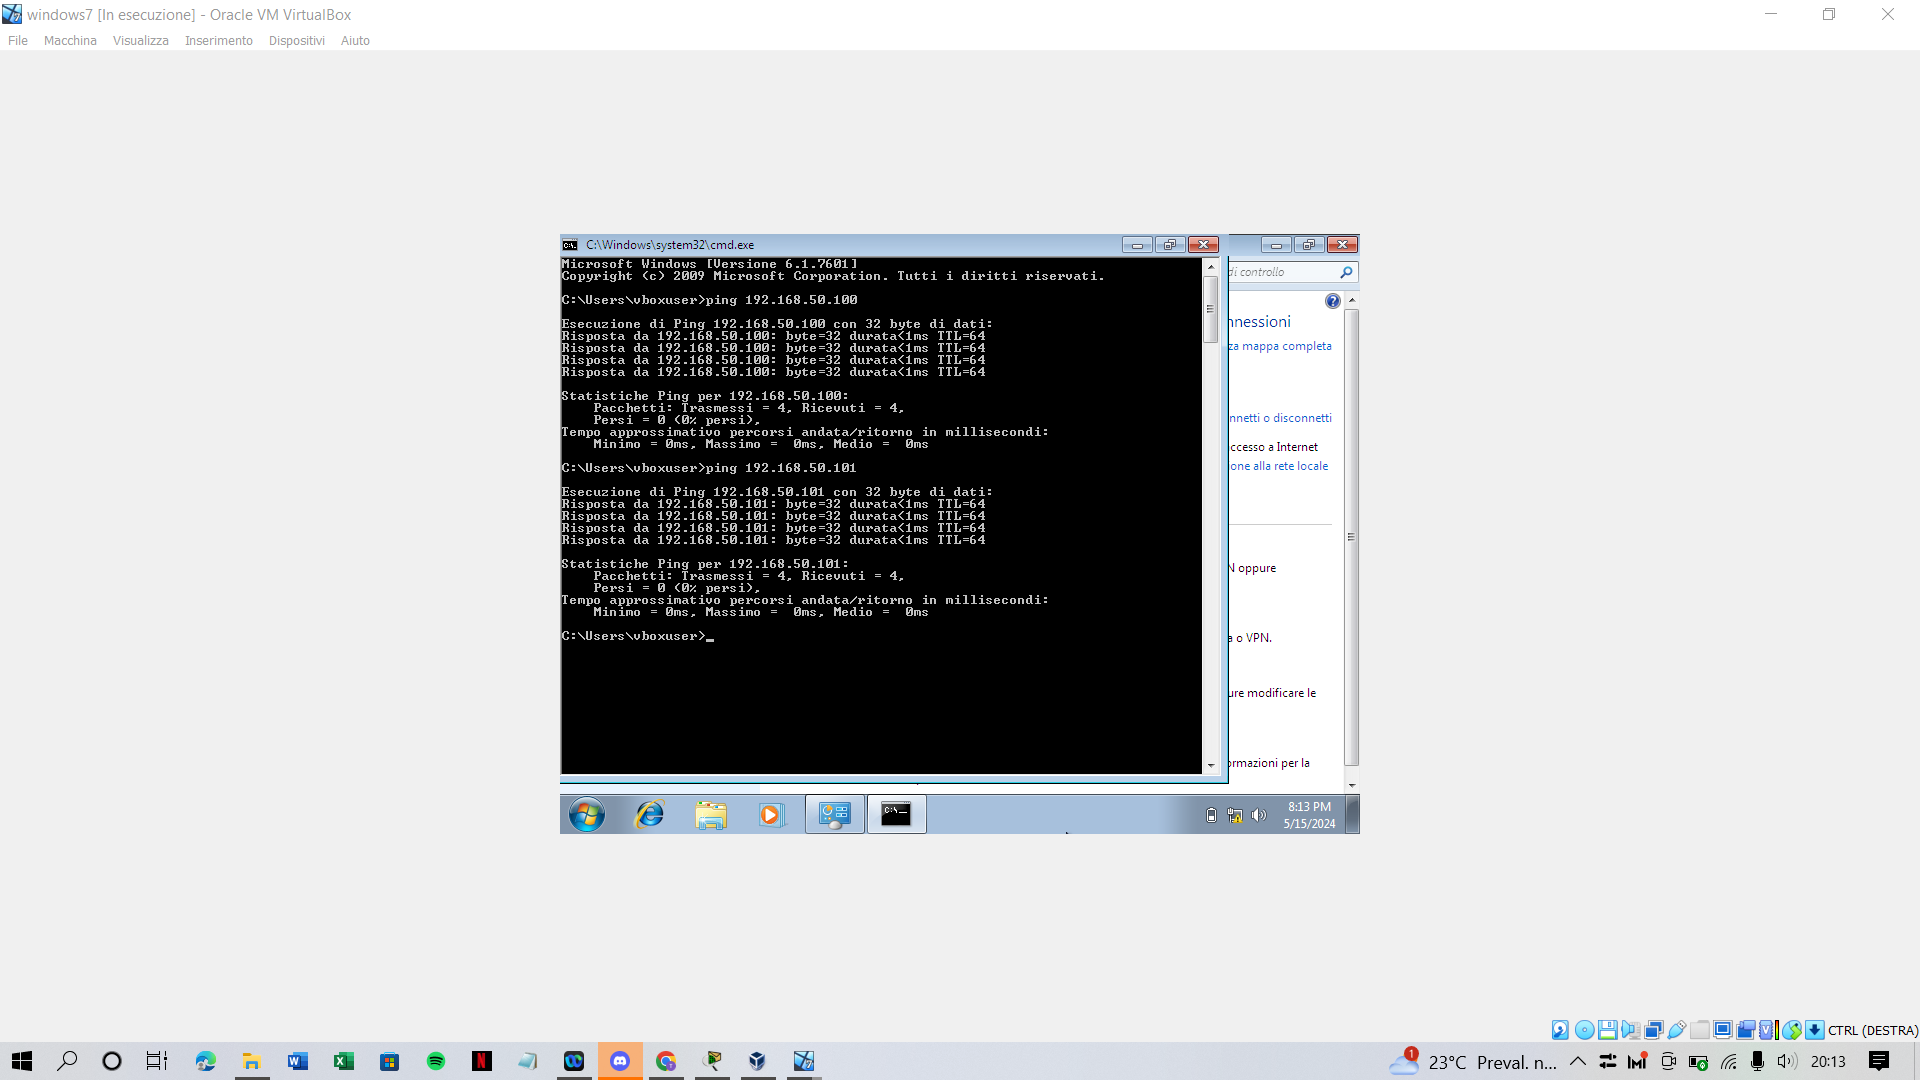 windows7 [In esecuzione] - Oracle VM VirtualBox
File Macchina Visualizza Inserimento Dispositivi Aiuto
C:\Windows\system32\cmd.exe
Microsoft Windows [Versione 6.1.7601]
Copyright (c) 2009 Microsoft Corporation. Tutti i diritti riservati.
C:\Users\vboxuser>ping 192.168.50.100
Esecuzione di Ping 192.168.50.100 con 32 byte di dati:
Risposta da 192.168.50.100: byte=32 durata<1ms TTL=64
Risposta da 192.168.50.100: byte=32 durata<1ms TTL=64
Risposta da 192.168.50.100: byte=32 durata<1ms TTL=64
Risposta da 192.168.50.100: byte=32 durata<1ms TTL=64
Statistiche Ping per 192.168.50.100:
Pacchetti: Trasmessi = 4, Ricevuti = 4,
Persi = 0 (0% persi),
Tempo approssimativo percorsi andata/ritorno in millisecondi:
Minimo = 0ms, Massimo =  0ms, Medio =  0ms
C:\Users\vboxuser>ping 192.168.50.101
Esecuzione di Ping 192.168.50.101 con 32 byte di dati:
Risposta da 192.168.50.101: byte=32 durata<1ms TTL=64
Risposta da 192.168.50.101: byte=32 durata<1ms TTL=64
Risposta da 192.168.50.101: byte=32 durata<1ms TTL=64
Risposta da 192.168.50.101: byte=32 durata<1ms TTL=64
Statistiche Ping per 192.168.50.101:
Pacchetti: Trasmessi = 4, Ricevuti = 4,
Persi = 0 (0% persi),
Tempo approssimativo percorsi andata/ritorno in millisecondi:
Minimo = 0ms, Massimo =  0ms, Medio =  0ms
C:\Users\vboxuser>_
di controllo
nnessioni
za mappa completa
nnetti o disconnetti
ccesso a Internet
one alla rete locale
N oppure
a o VPN.
ure modificare le
ormazioni per la
8:13 PM
5/15/2024
CTRL (DESTRA)
1
23°C Preval. n...
20:13